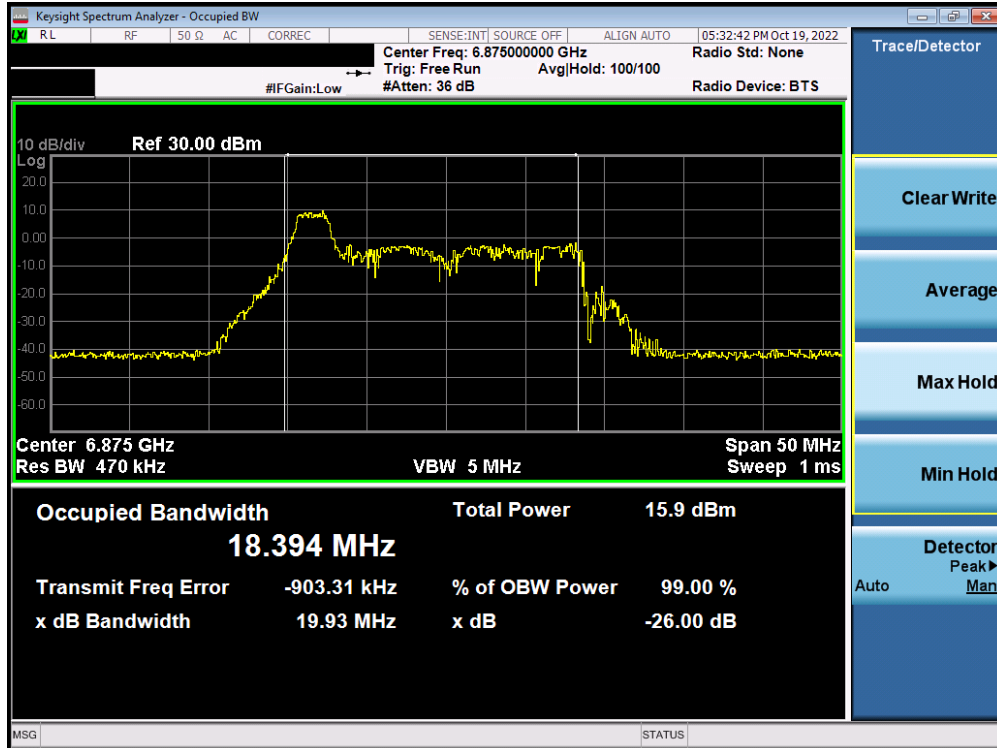 Keysight Spectrum Analyzer - Occupied BW
LXI RL RF 50 Ω AC CORREC SENSE:INT SOURCE OFF ALIGN AUTO 05:32:42 PM Oct 19, 2022
Center Freq: 6.875000000 GHz Radio Std: None
Trig: Free Run Avg|Hold: 100/100
#IFGain:Low #Atten: 36 dB Radio Device: BTS
Trace/Detector
10 dB/div Ref 30.00 dBm
Log
20.0
10.0
0.00
-10.0
-20.0
-30.0
-40.0
-50.0
-60.0
Center 6.875 GHz Span 50 MHz
Res BW 470 kHz VBW 5 MHz Sweep 1 ms
Occupied Bandwidth Total Power 15.9 dBm
18.394 MHz
Transmit Freq Error -903.31 kHz % of OBW Power 99.00 %
x dB Bandwidth 19.93 MHz x dB -26.00 dB
Clear Write
Average
Max Hold
Min Hold
Detector
Peak▶
Auto Man
MSG STATUS